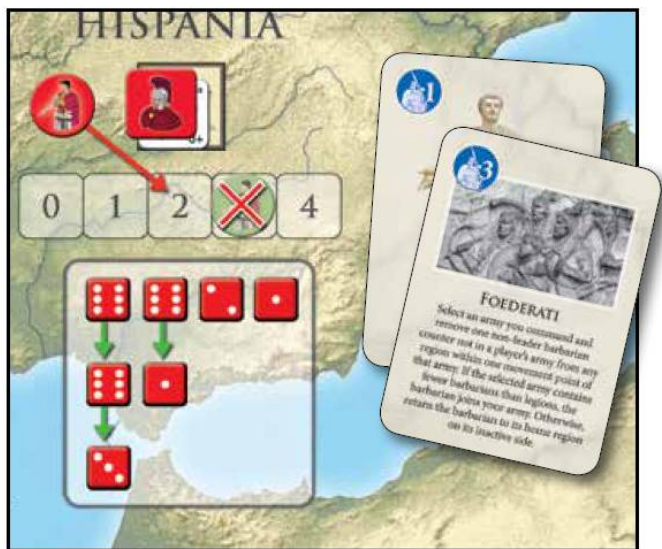 HISPANIA
6+
0 1 2 4
1
3
FOEDERATI
Select an army you command and
remove one non-leader barbarian
counter not in a player's army from any
region within one movement point of
that army. If the selected army contains
fewer barbarians than legions, the
barbarian joins your army. Otherwise,
return the barbarian to its home region
on its inactive side.